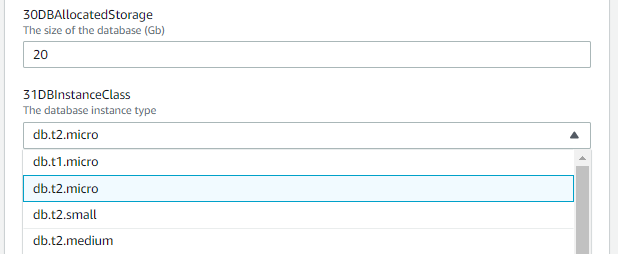 30DBAllocatedStorage
The size of the database (Gb)
20
31DBInstanceClass
The database instance type
db.t2.micro
db.t1.micro
db.t2.micro
db.t2.small
db.t2.medium